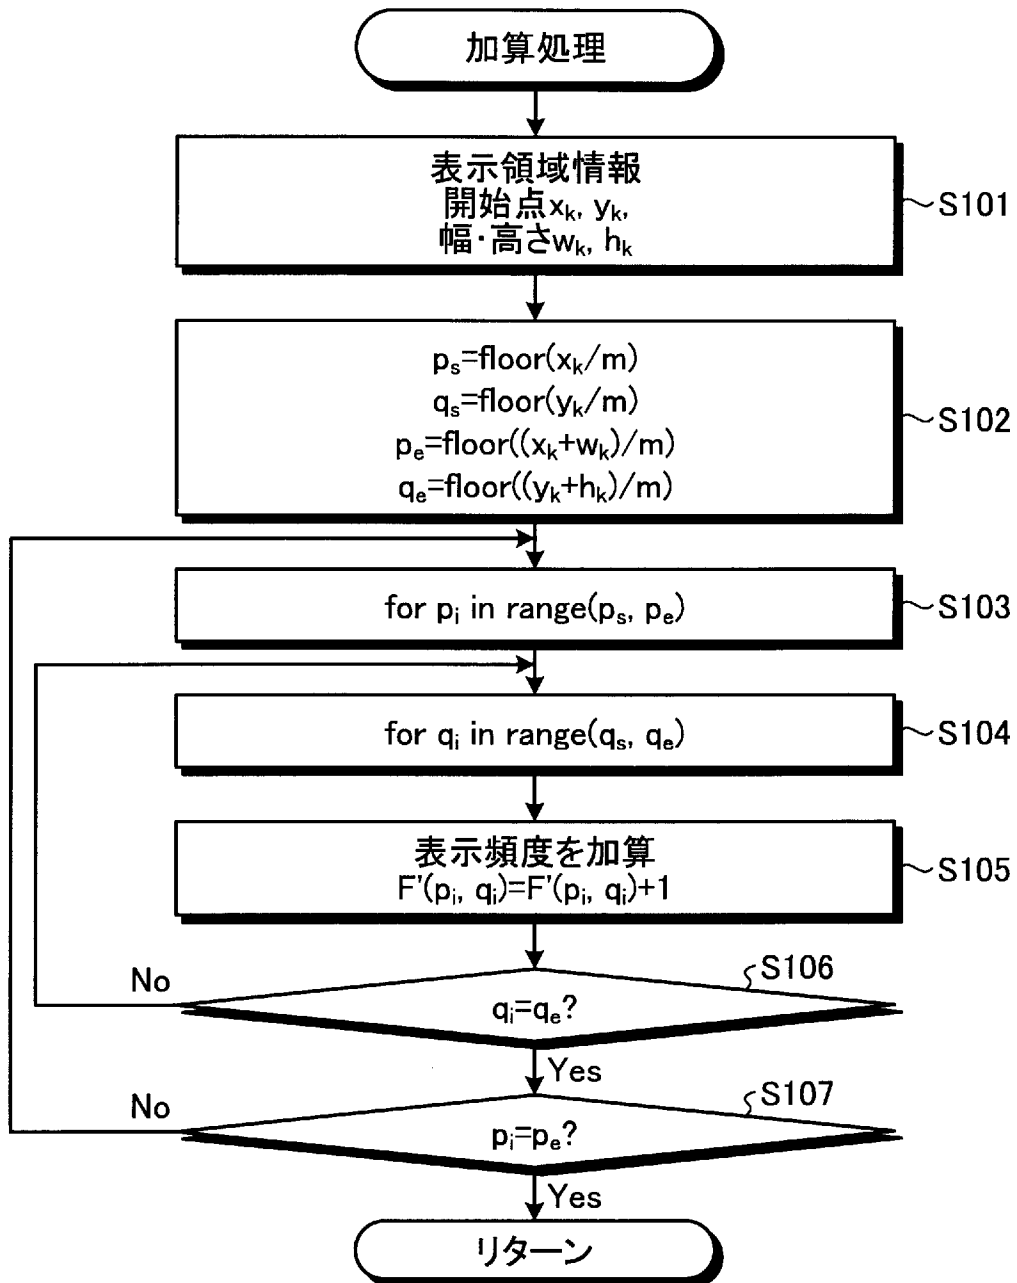 加算処理
表示領域情報
開始点xk, yk,
幅・高さwk, hk
S101
ps=floor(xk/m)
qs=floor(yk/m)
pe=floor((xk+wk)/m)
qe=floor((yk+hk)/m)
S102
for pi in range(ps, pe)
S103
for qi in range(qs, qe)
S104
表示頻度を加算
F'(pi, qi)=F'(pi, qi)+1
S105
S106
No
qi=qe?
Yes
S107
No
pi=pe?
Yes
リターン